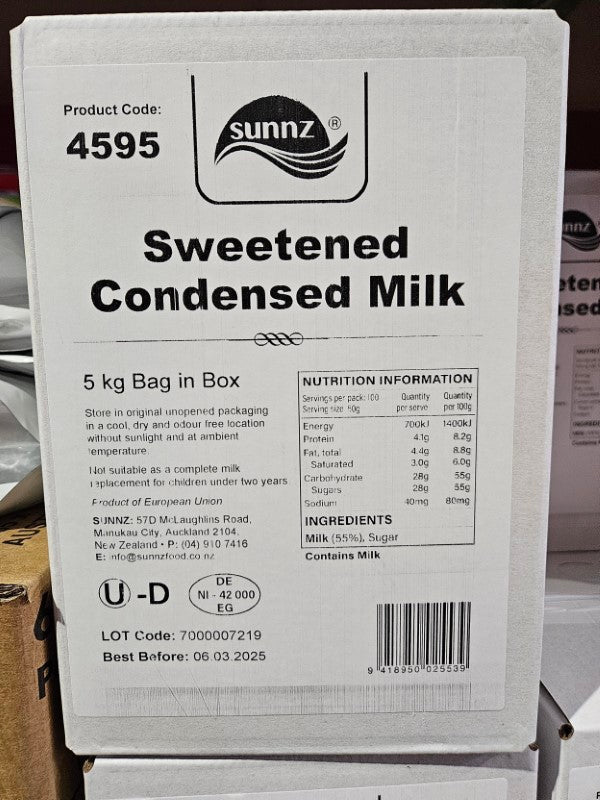 Product Code:
4595
sunnz ®
Sweetened
Condensed Milk
5 kg Bag in Box
Store in original unopened packaging
in a cool, dry and odour free location
without sunlight and at ambient
temperature.
Not suitable as a complete milk
replacement for children under two years
Product of European Union
SUNNZ: 57D McLaughlins Road,
Manukau City, Auckland 2104,
New Zealand • P: (04) 910 7416
E: info@sunnzfood.co.nz
U -D
DE
NI - 42 000
EG
LOT Code: 7000007219
Best Before: 06.03.2025
NUTRITION INFORMATION
Servings per pack: 100 Quantity Quantity
Serving size: 50g per serve per 100g
Energy 700kJ 1400kJ
Protein 4.1g 8.2g
Fat, total 4.4g 8.8g
Saturated 3.0g 6.0g
Carbohydrate 28g 55g
Sugars 28g 55g
Sodium 40mg 80mg
INGREDIENTS
Milk (55%), Sugar
Contains Milk
9 418950 025539